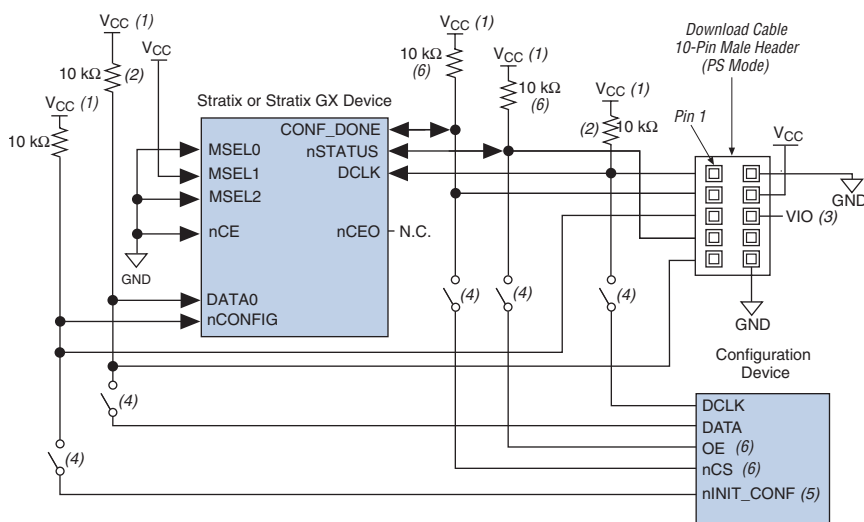 VCC (1)
10 kΩ
(2)
VCC
VCC (1)
10 kΩ
VCC (1)
10 kΩ
(6)
VCC (1)
10 kΩ
(6)
VCC (1)
(2)
10 kΩ
Download Cable
10-Pin Male Header
(PS Mode)
Pin 1
VCC
GND
VIO (3)
GND
Stratix or Stratix GX Device
MSEL0
MSEL1
MSEL2
nCE
DATA0
nCONFIG
CONF_DONE
nSTATUS
DCLK
nCEO
N.C.
GND
(4)
(4)
(4)
(4)
(4)
Configuration
Device
DCLK
DATA
OE (6)
nCS (6)
nINIT_CONF (5)